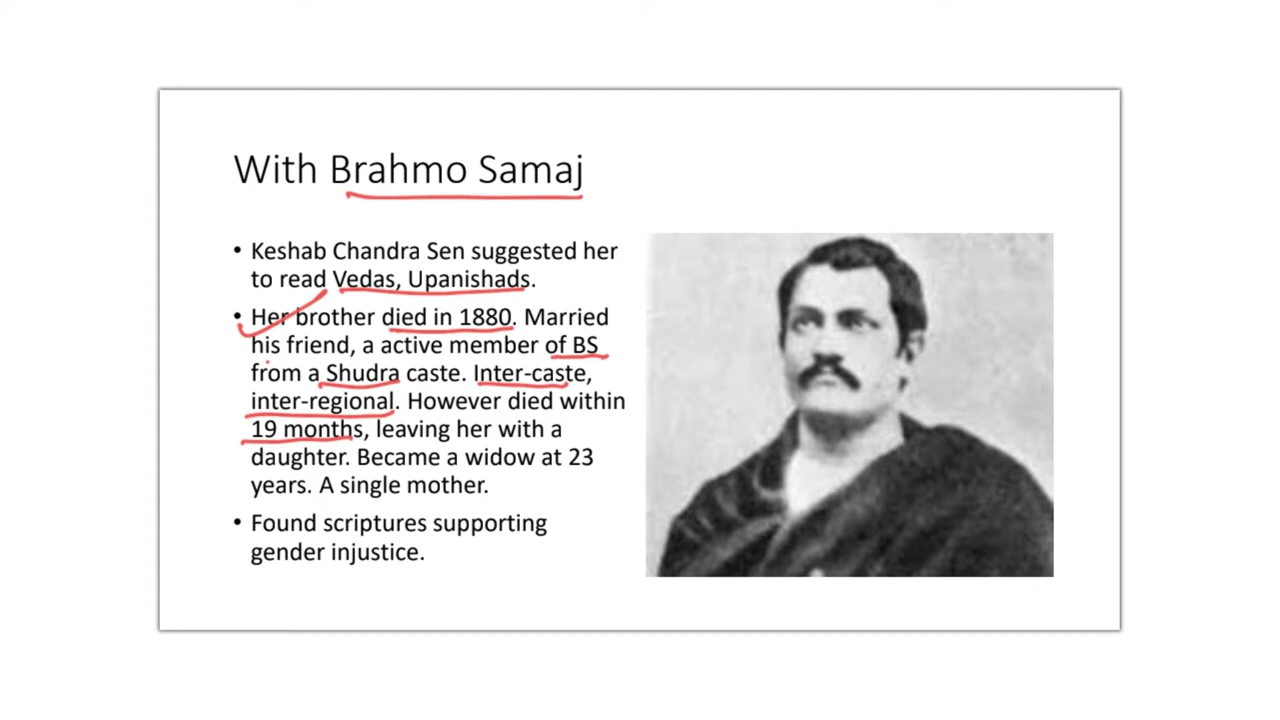 With Brahmo Samaj
• Keshab Chandra Sen suggested her
to read Vedas, Upanishads.
• Her brother died in 1880. Married
his friend, a active member of BS
from a Shudra caste. Inter-caste,
inter-regional. However died within
19 months, leaving her with a
daughter. Became a widow at 23
years. A single mother.
• Found scriptures supporting
gender injustice.